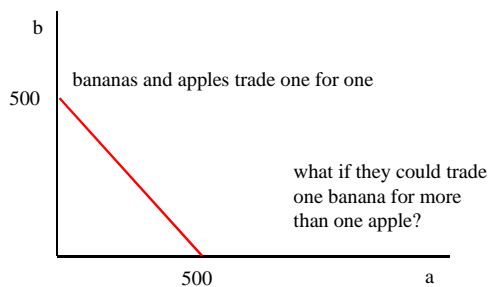 b
bananas and apples trade one for one
500
what if they could trade
one banana for more
than one apple?
500
a